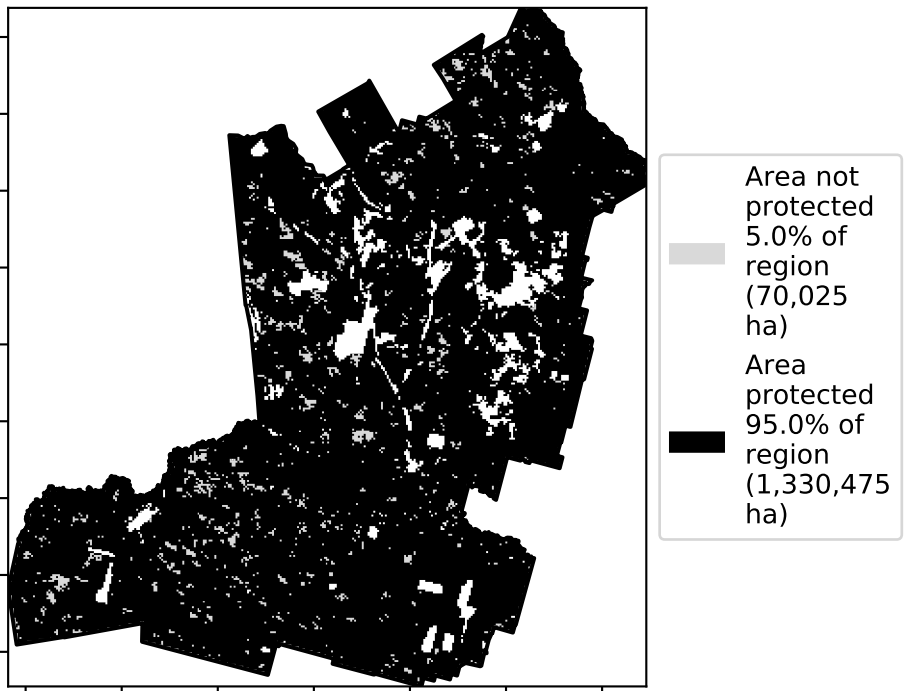 Area not
protected
5.0% of
region
(70,025
ha)
Area
protected
95.0% of
region
(1,330,475
ha)